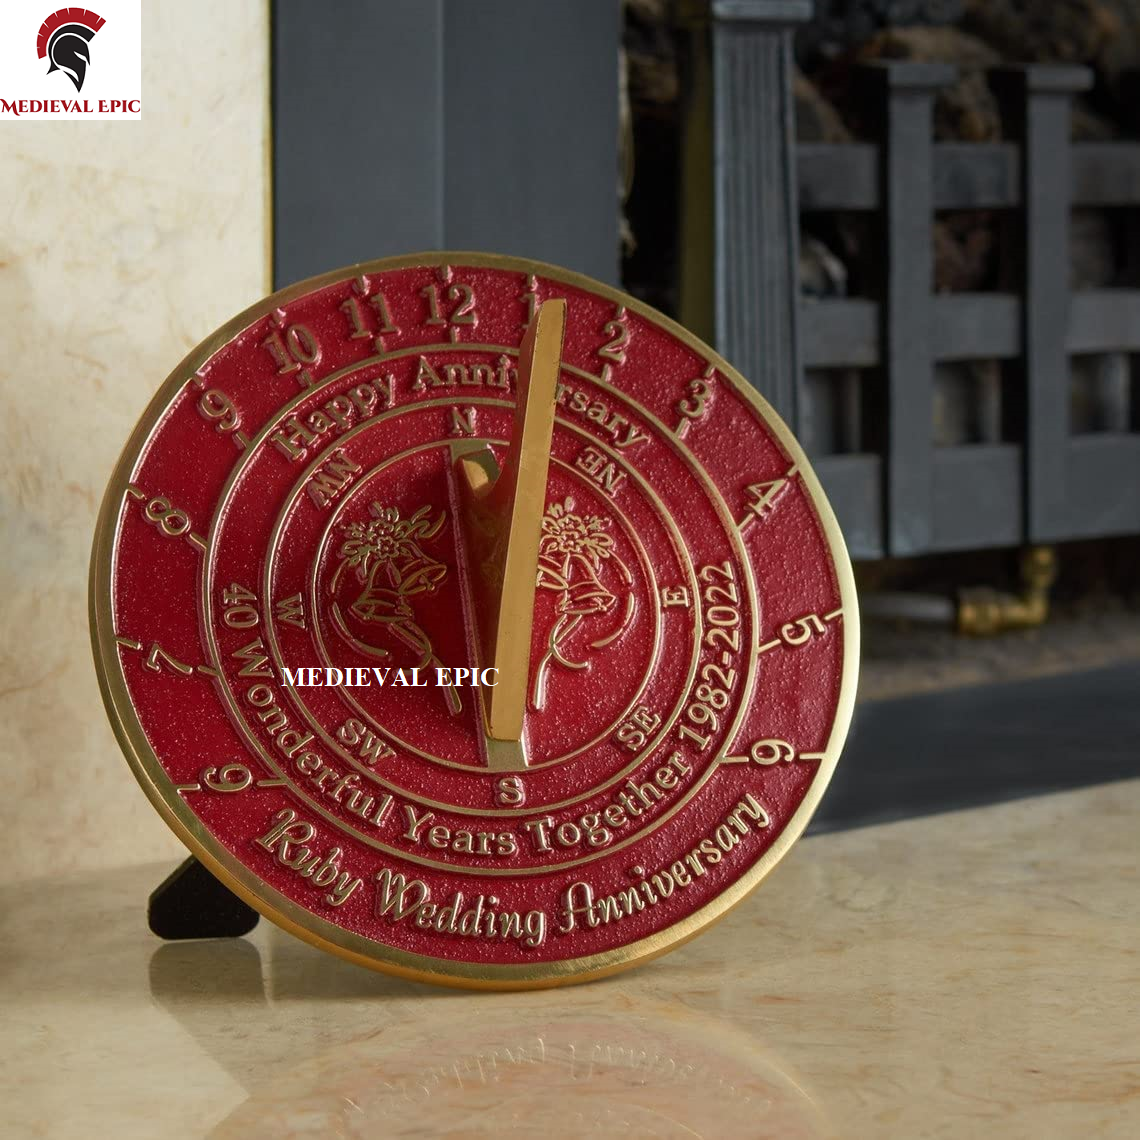 MEDIEVAL EPIC
6 7 8 9 10 11 12 1 2 3 4 5 6
Happy Anniversary
N
NW NE
W E
SW SE
S
MEDIEVAL EPIC
40 Wonderful Years Together 1982-2022
Ruby Wedding Anniversary